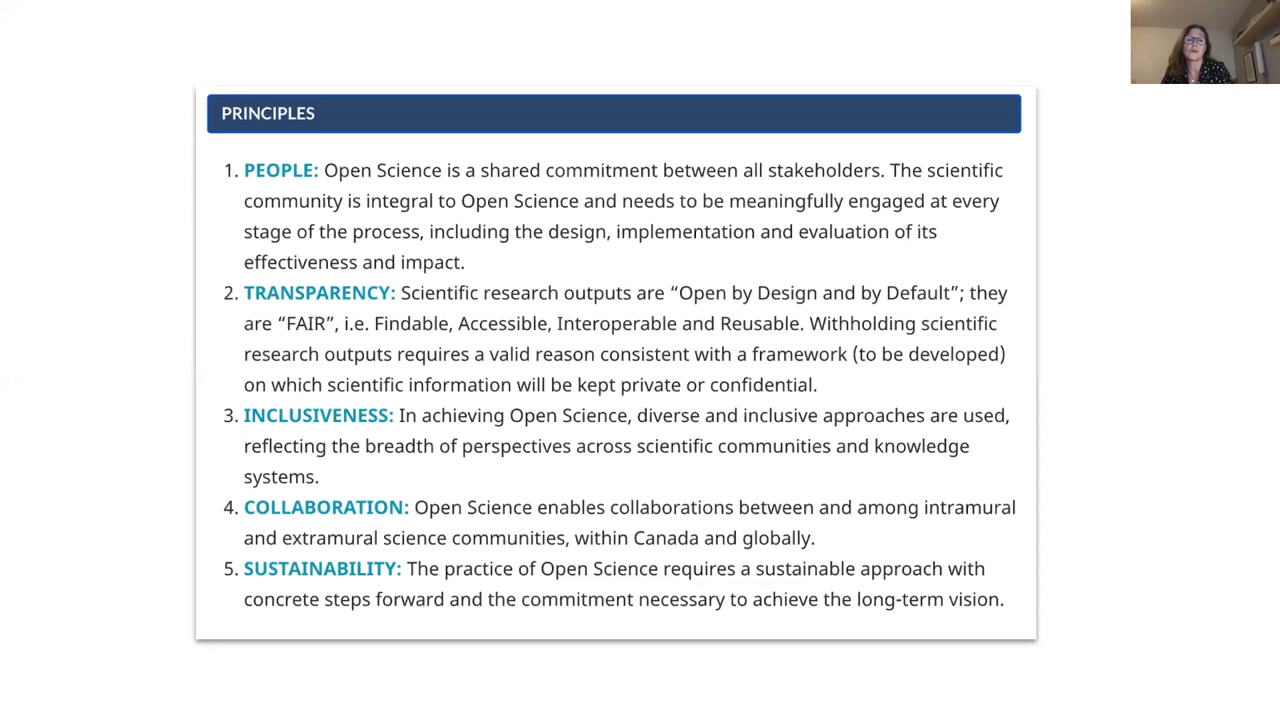 PRINCIPLES
1. PEOPLE: Open Science is a shared commitment between all stakeholders. The scientific
community is integral to Open Science and needs to be meaningfully engaged at every
stage of the process, including the design, implementation and evaluation of its
effectiveness and impact.
2. TRANSPARENCY: Scientific research outputs are “Open by Design and by Default”; they
are “FAIR”, i.e. Findable, Accessible, Interoperable and Reusable. Withholding scientific
research outputs requires a valid reason consistent with a framework (to be developed)
on which scientific information will be kept private or confidential.
3. INCLUSIVENESS: In achieving Open Science, diverse and inclusive approaches are used,
reflecting the breadth of perspectives across scientific communities and knowledge
systems.
4. COLLABORATION: Open Science enables collaborations between and among intramural
and extramural science communities, within Canada and globally.
5. SUSTAINABILITY: The practice of Open Science requires a sustainable approach with
concrete steps forward and the commitment necessary to achieve the long-term vision.